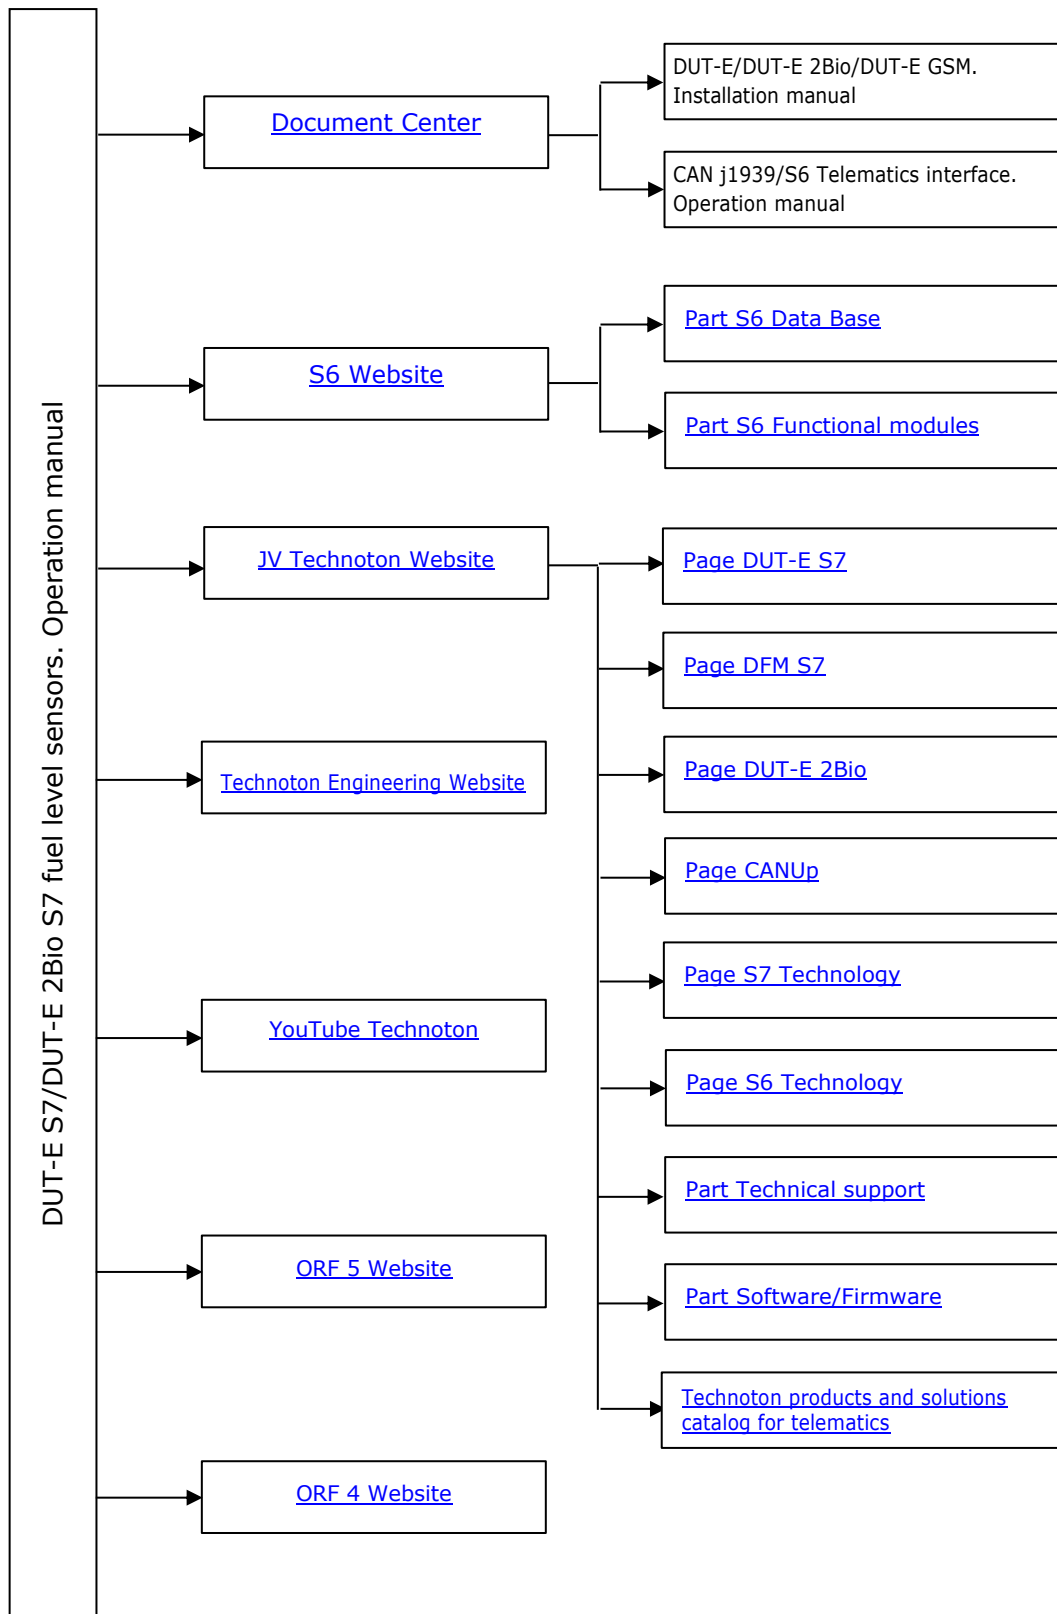 DUT-E S7/DUT-E 2Bio S7 fuel level sensors. Operation manual
Document Center
DUT-E/DUT-E 2Bio/DUT-E GSM.
Installation manual
CAN j1939/S6 Telematics interface.
Operation manual
S6 Website
Part S6 Data Base
Part S6 Functional modules
JV Technoton Website
Page DUT-E S7
Page DFM S7
Page DUT-E 2Bio
Page CANUp
Page S7 Technology
Page S6 Technology
Part Technical support
Part Software/Firmware
Technoton products and solutions
catalog for telematics
Technoton Engineering Website
YouTube Technoton
ORF 5 Website
ORF 4 Website